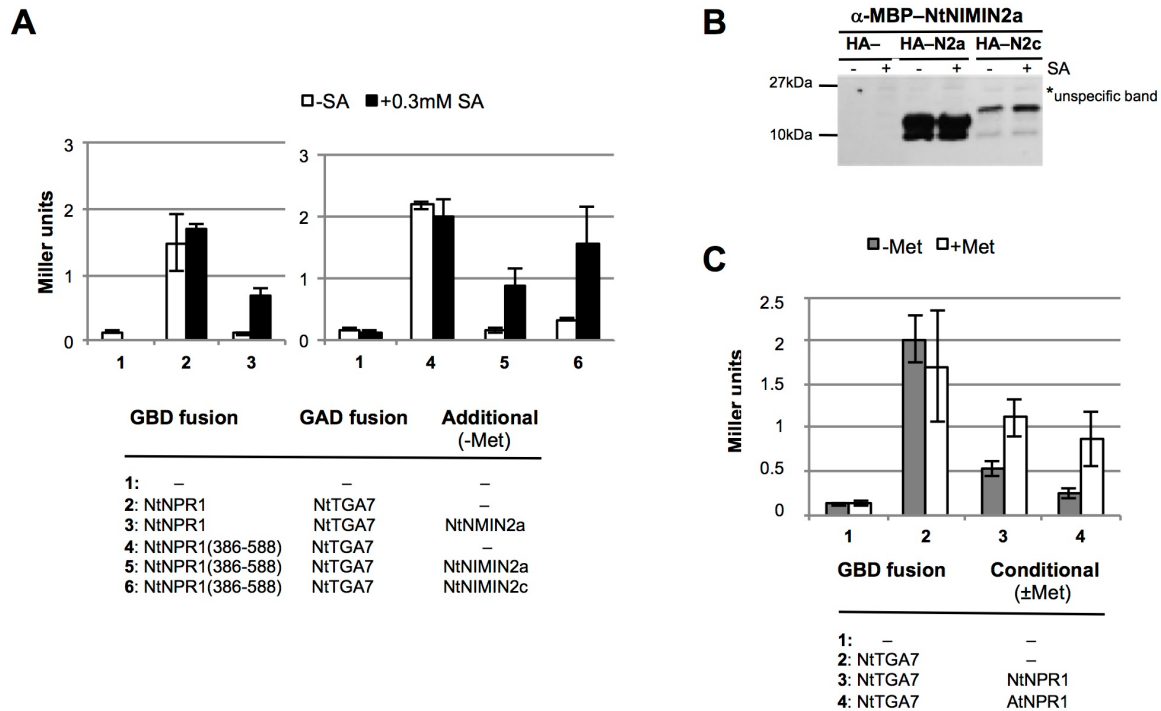 A
-SA +0.3mM SA
Miller units
3
2
1
0
1 2 3
3
2
1
0
1 4 5 6
GBD fusion GAD fusion Additional
(-Met)
1: – – –
2: NtNPR1 NtTGA7 –
3: NtNPR1 NtTGA7 NtNMIN2a
4: NtNPR1(386-588) NtTGA7 –
5: NtNPR1(386-588) NtTGA7 NtNIMIN2a
6: NtNPR1(386-588) NtTGA7 NtNIMIN2c
B
α-MBP–NtNIMIN2a
HA– HA–N2a HA–N2c
- + - + - + SA
27kDa
*unspecific band
10kDa
C
-Met +Met
Miller units
2.5
2
1.5
1
0.5
0
1 2 3 4
GBD fusion Conditional
(±Met)
1: – –
2: NtTGA7 –
3: NtTGA7 NtNPR1
4: NtTGA7 AtNPR1